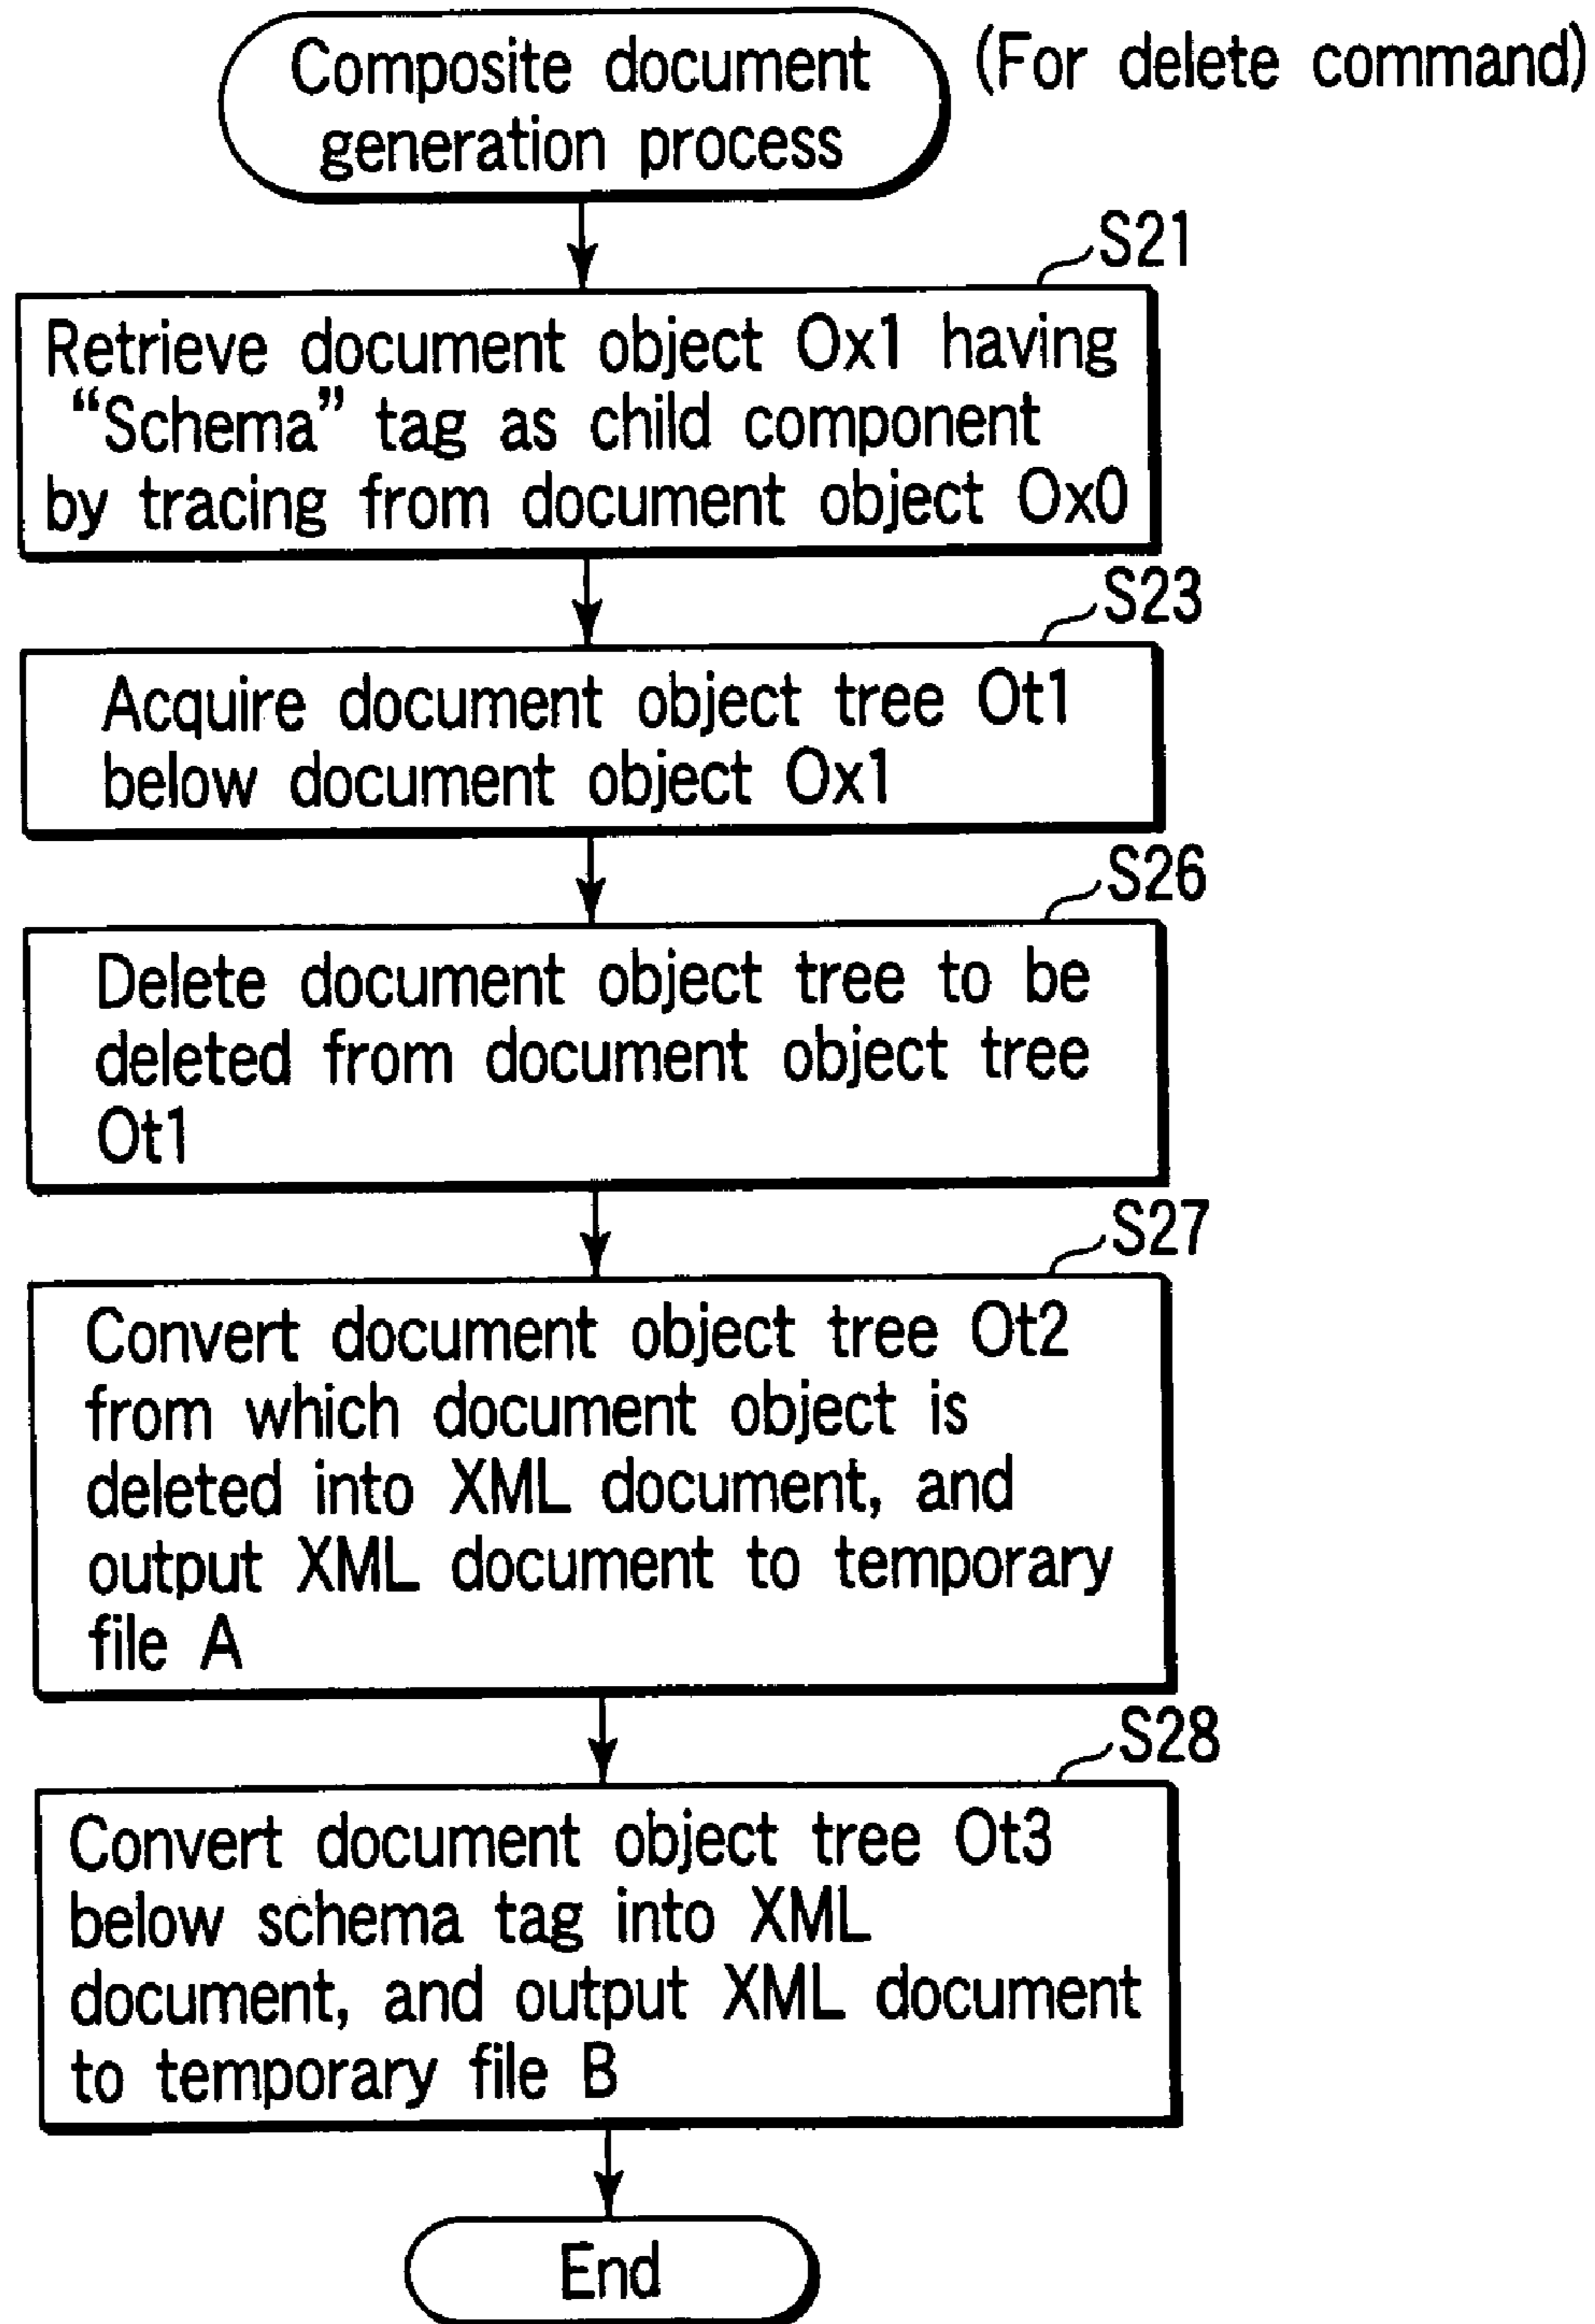 Composite document
generation process
(For delete command)
S21
Retrieve document object Ox1 having
“Schema” tag as child component
by tracing from document object Ox0
S23
Acquire document object tree Ot1
below document object Ox1
S26
Delete document object tree to be
deleted from document object tree
Ot1
S27
Convert document object tree Ot2
from which document object is
deleted into XML document, and
output XML document to temporary
file A
S28
Convert document object tree Ot3
below schema tag into XML
document, and output XML document
to temporary file B
End